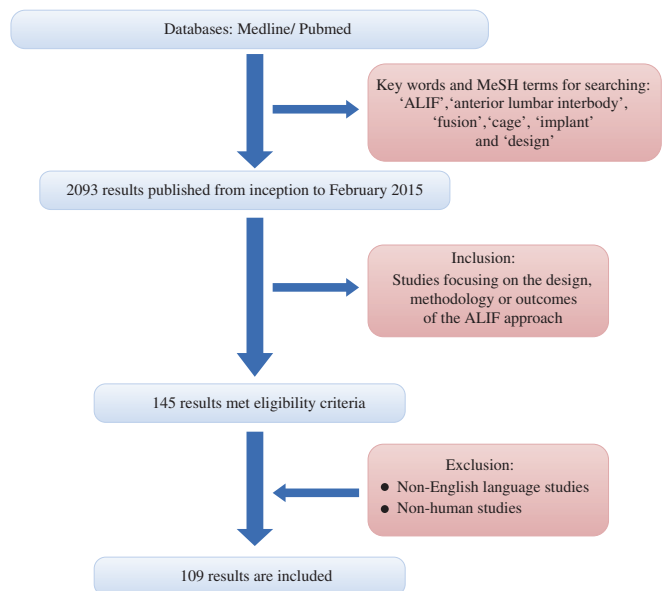 Databases: Medline/ Pubmed
Key words and MeSH terms for searching:
‘ALIF’,‘anterior lumbar interbody’,
‘fusion’,‘cage’, ‘implant’
and ‘design’
2093 results published from inception to February 2015
Inclusion:
Studies focusing on the design,
methodology or outcomes
of the ALIF approach
145 results met eligibility criteria
Exclusion:
● Non-English language studies
● Non-human studies
109 results are included